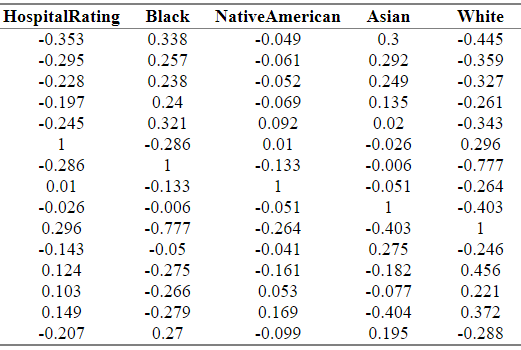 HospitalRating Black NativeAmerican Asian White
-0.353 0.338 -0.049 0.3 -0.445
-0.295 0.257 -0.061 0.292 -0.359
-0.228 0.238 -0.052 0.249 -0.327
-0.197 0.24 -0.069 0.135 -0.261
-0.245 0.321 0.092 0.02 -0.343
1 -0.286 0.01 -0.026 0.296
-0.286 1 -0.133 -0.006 -0.777
0.01 -0.133 1 -0.051 -0.264
-0.026 -0.006 -0.051 1 -0.403
0.296 -0.777 -0.264 -0.403 1
-0.143 -0.05 -0.041 0.275 -0.246
0.124 -0.275 -0.161 -0.182 0.456
0.103 -0.266 0.053 -0.077 0.221
0.149 -0.279 0.169 -0.404 0.372
-0.207 0.27 -0.099 0.195 -0.288